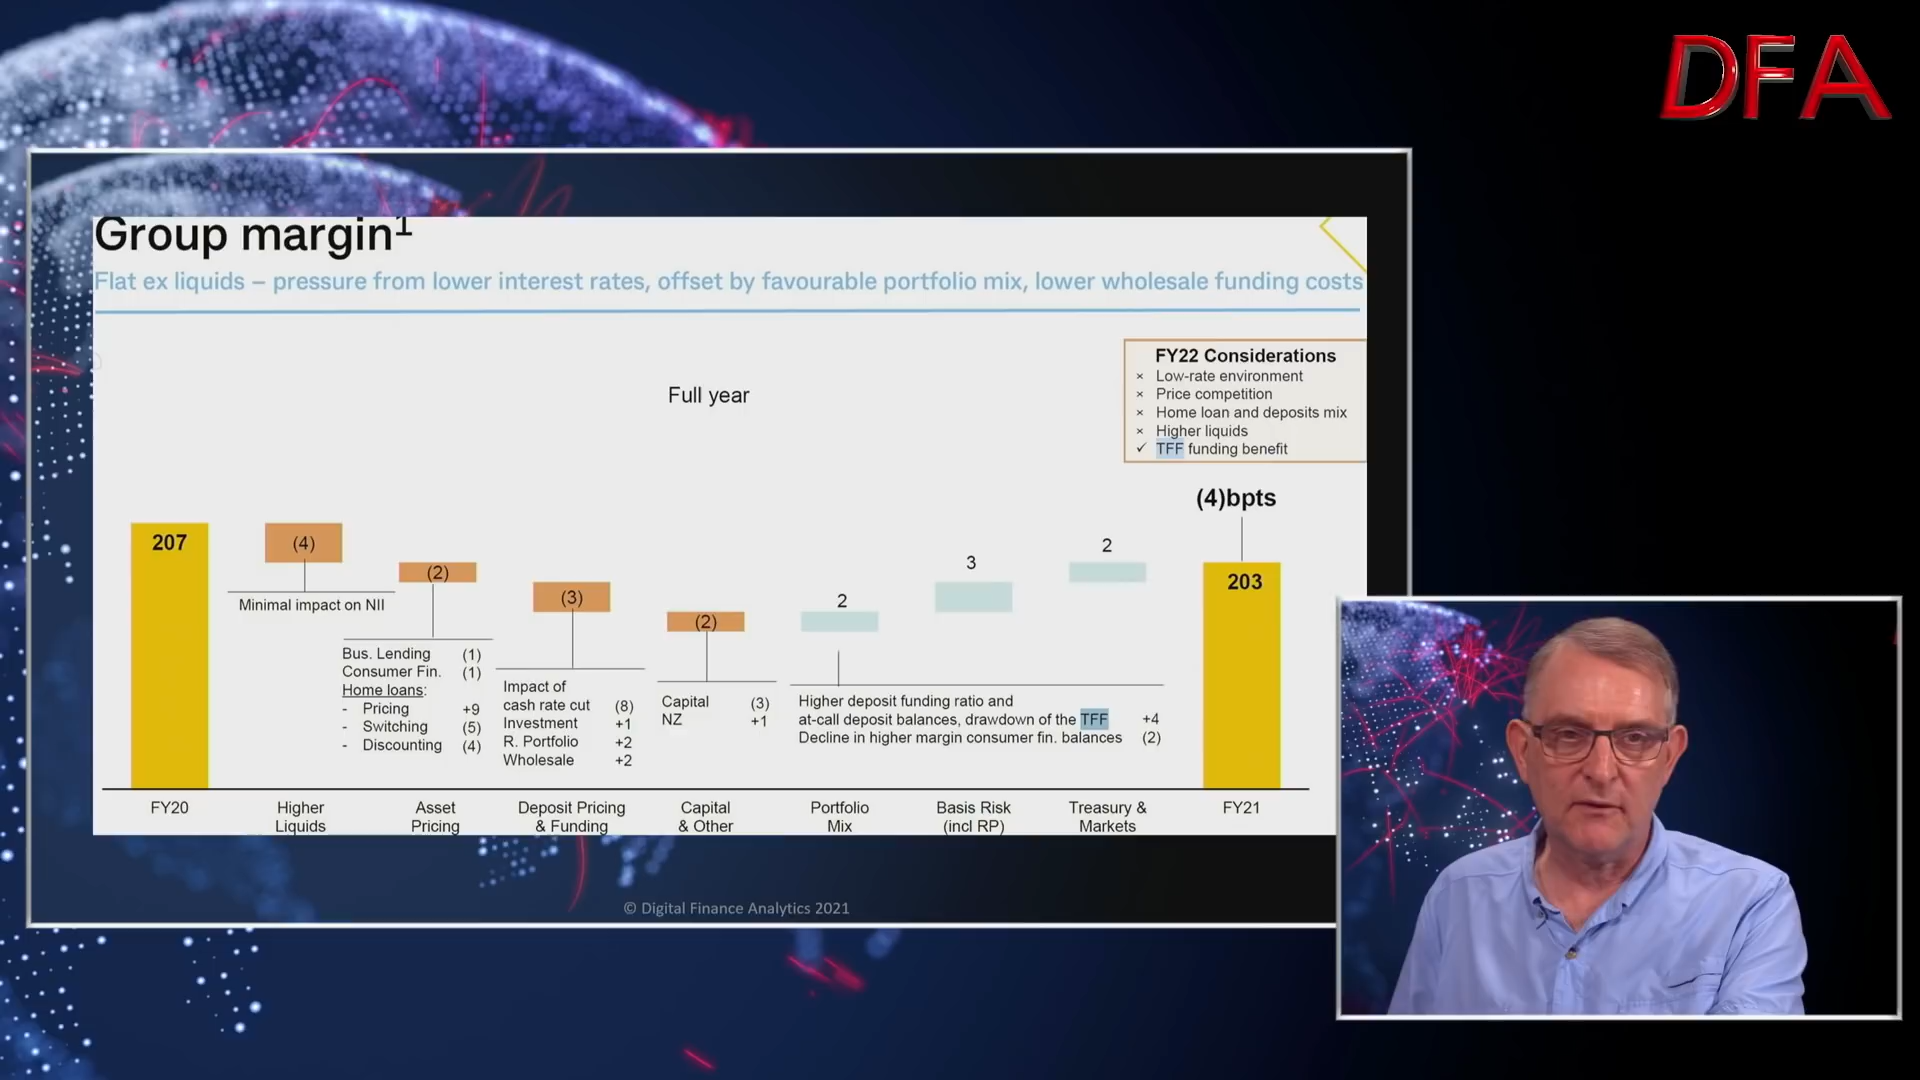 DFA
Group margin¹
Flat ex liquids – pressure from lower interest rates, offset by favourable portfolio mix, lower wholesale funding costs
Full year
FY22 Considerations
× Low-rate environment
× Price competition
× Home loan and deposits mix
× Higher liquids
✓ TFF funding benefit
(4)bpts
207
(4)
(2)
(3)
(2)
2
3
2
203
Minimal impact on NII
Bus. Lending (1)
Consumer Fin. (1)
Home loans:
- Pricing +9
- Switching (5)
- Discounting (4)
Impact of
cash rate cut (8)
Investment +1
R. Portfolio +2
Wholesale +2
Capital (3)
NZ +1
Higher deposit funding ratio and
at-call deposit balances, drawdown of the TFF +4
Decline in higher margin consumer fin. balances (2)
FY20
Higher
Liquids
Asset
Pricing
Deposit Pricing
& Funding
Capital
& Other
Portfolio
Mix
Basis Risk
(incl RP)
Treasury &
Markets
FY21
© Digital Finance Analytics 2021